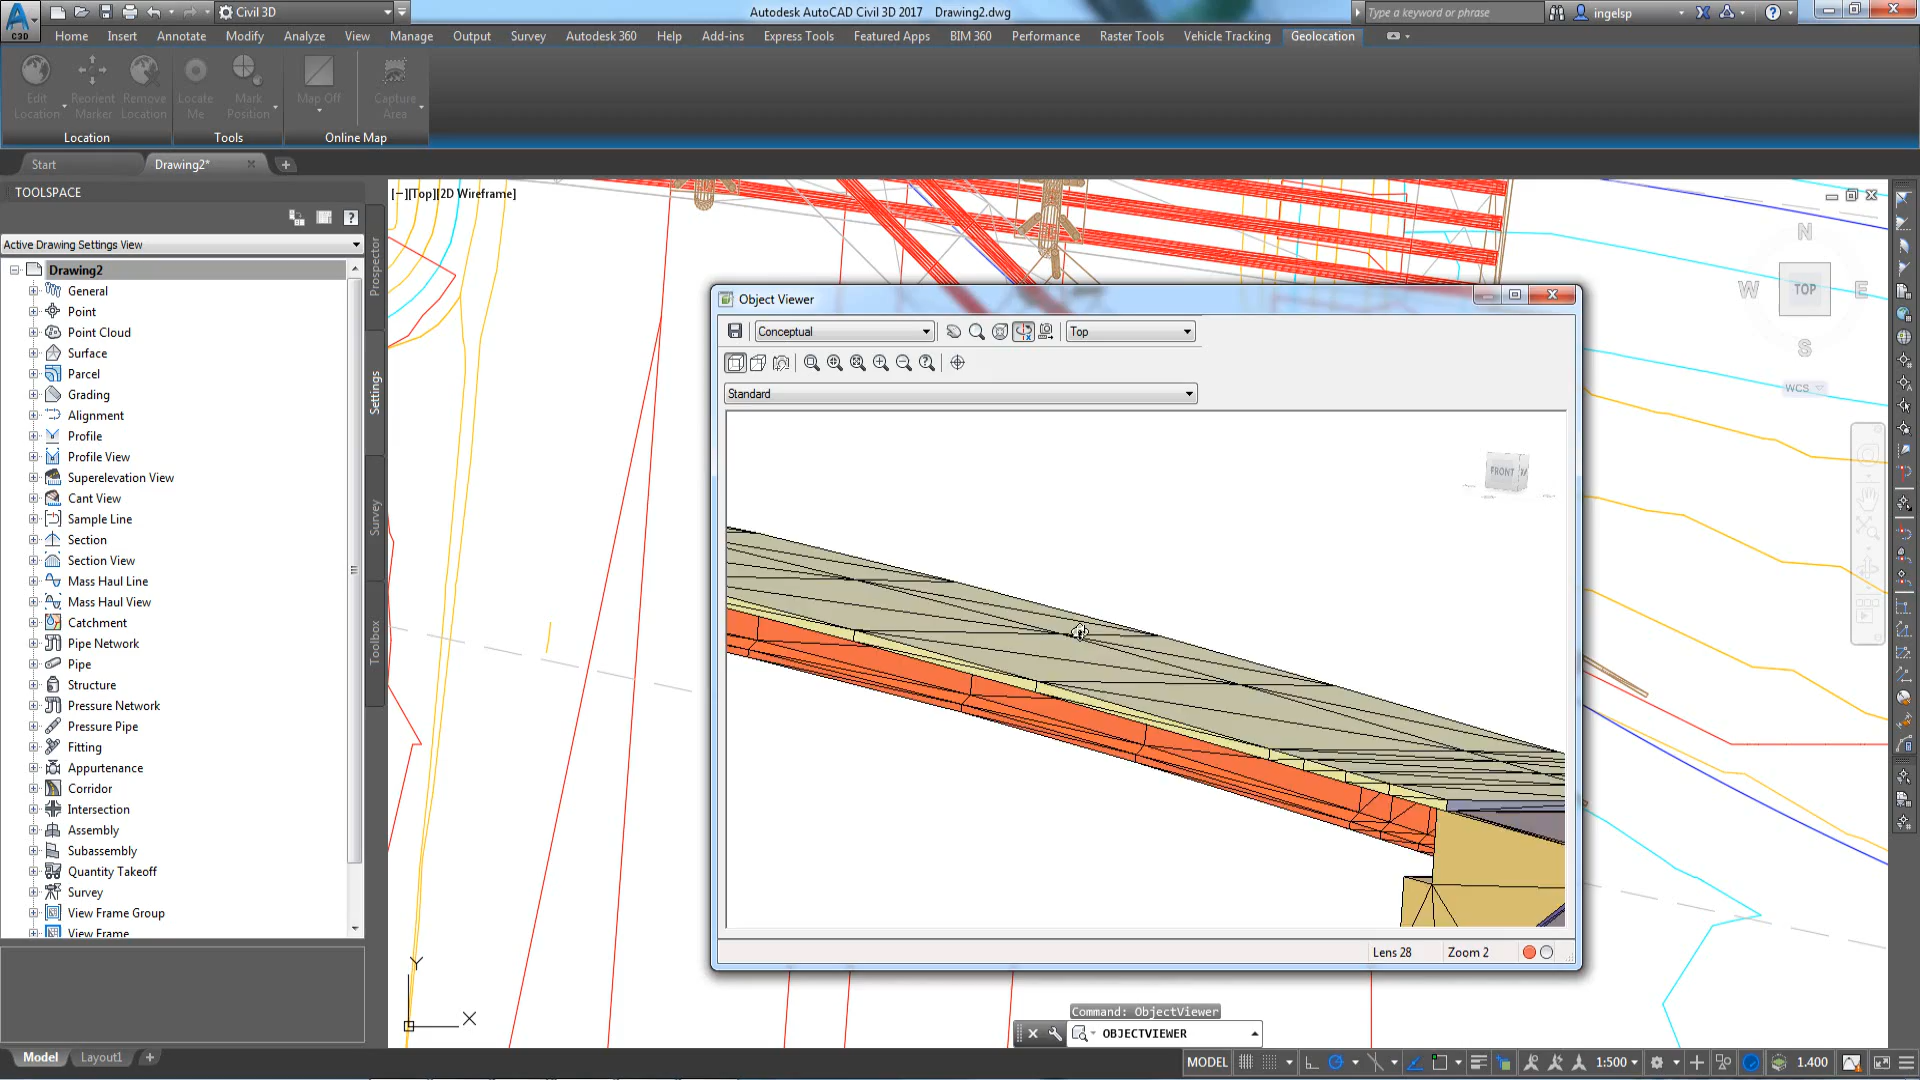 Civil 3D
Autodesk AutoCAD Civil 3D 2017 Drawing2.dwg
Type a keyword or phrase
ingelsp
C3D
Home Insert Annotate Modify Analyze View Manage Output Survey Autodesk 360 Help Add-ins Express Tools Featured Apps BIM 360 Performance Raster Tools Vehicle Tracking Geolocation
Edit Location
Reorient Marker
Remove Location
Locate Me
Mark Position
Map Off
Capture Area
Location Tools Online Map
Start Drawing2*
TOOLSPACE
Active Drawing Settings View
Drawing2
General
Point
Point Cloud
Surface
Parcel
Grading
Alignment
Profile
Profile View
Superelevation View
Cant View
Sample Line
Section
Section View
Mass Haul Line
Mass Haul View
Catchment
Pipe Network
Pipe
Structure
Pressure Network
Pressure Pipe
Fitting
Appurtenance
Corridor
Intersection
Assembly
Subassembly
Quantity Takeoff
Survey
View Frame Group
View Frame
Prospector
Settings
Survey
Toolbox
[−][Top][2D Wireframe]
N
W TOP E
S
WCS
Object Viewer
Conceptual
Top
Standard
FRONT
Lens 28 Zoom 2
Y
X
Command: ObjectViewer
OBJECTVIEWER
Model Layout1
MODEL 1:500 1.400